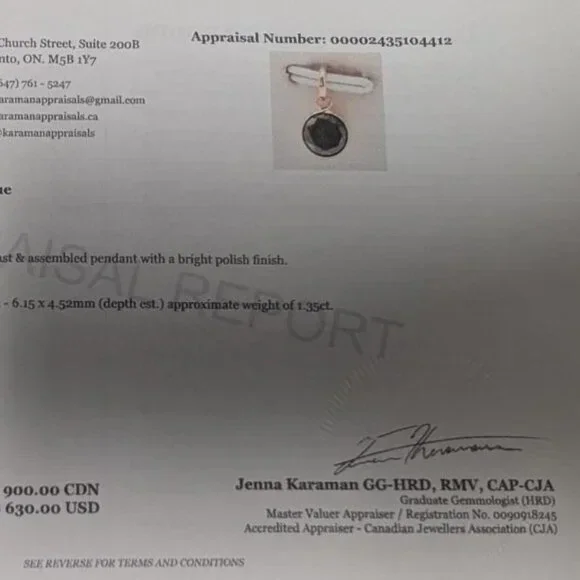 Church Street, Suite 200B
Appraisal Number: 00002435104412
nto, ON. M5B 1Y7
647) 761 - 5247
aramanappraisals@gmail.com
aramanappraisals.ca
@karamanappraisals
ue
ast & assembled pendant with a bright polish finish.
- 6.15 x 4.52mm (depth est.) approximate weight of 1.35ct.
AISAL REPORT
900.00 CDN
630.00 USD
Jenna Karaman GG-HRD, RMV, CAP-CJA
Graduate Gemmologist (HRD)
Master Valuer Appraiser / Registration No. 0090918245
Accredited Appraiser - Canadian Jewellers Association (CJA)
SEE REVERSE FOR TERMS AND CONDITIONS